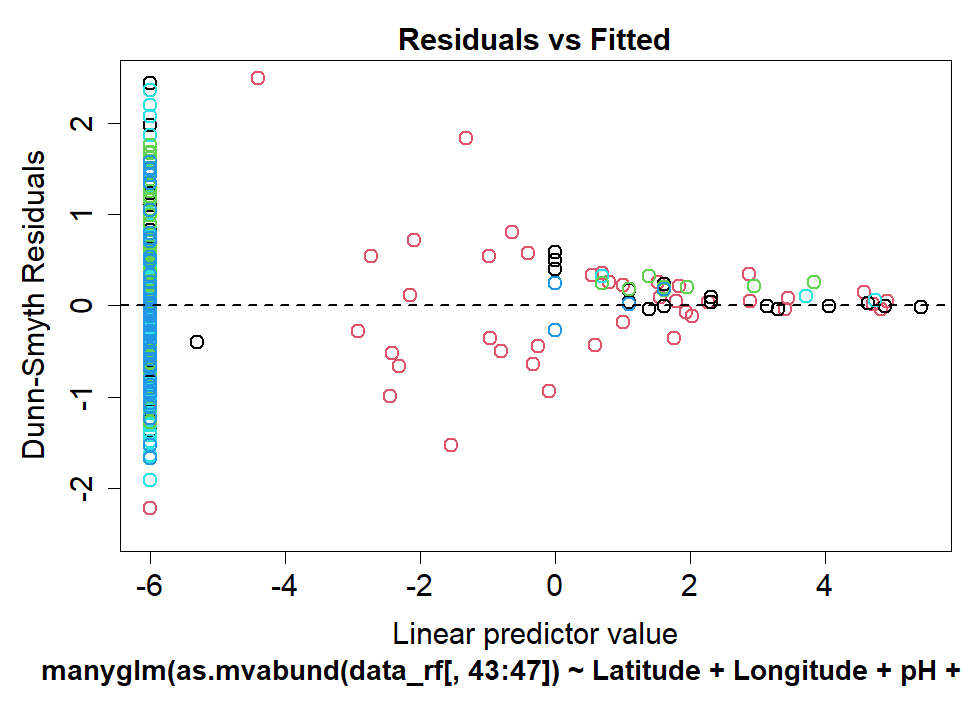 Residuals vs Fitted
2
1
0
-1
-2
Dunn-Smyth Residuals
-6 -4 -2 0 2 4
Linear predictor value
manyglm(as.mvabund(data_rf[, 43:47]) ~ Latitude + Longitude + pH +